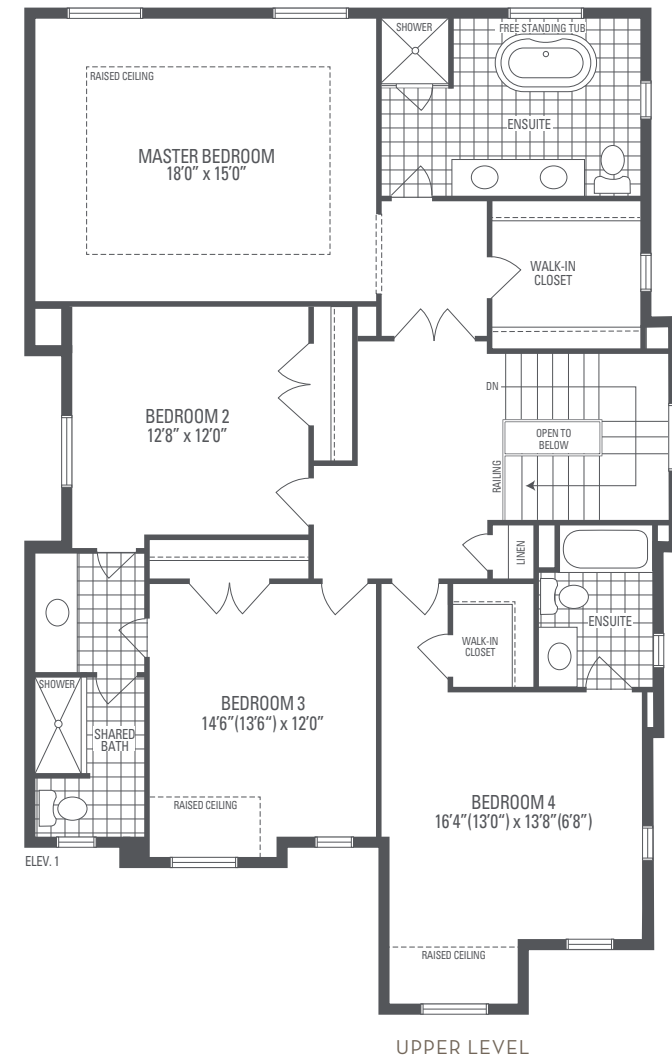 SHOWER
FREE STANDING TUB
RAISED CEILING
ENSUITE
MASTER BEDROOM
18'0" x 15'0"
WALK-IN
CLOSET
DN
BEDROOM 2
12'8" x 12'0"
OPEN TO
BELOW
RAILING
LINEN
ENSUITE
WALK-IN
CLOSET
SHOWER
BEDROOM 3
14'6"(13'6") x 12'0"
SHARED
BATH
RAISED CEILING
BEDROOM 4
16'4"(13'0") x 13'8"(6'8")
ELEV. 1
RAISED CEILING
UPPER LEVEL